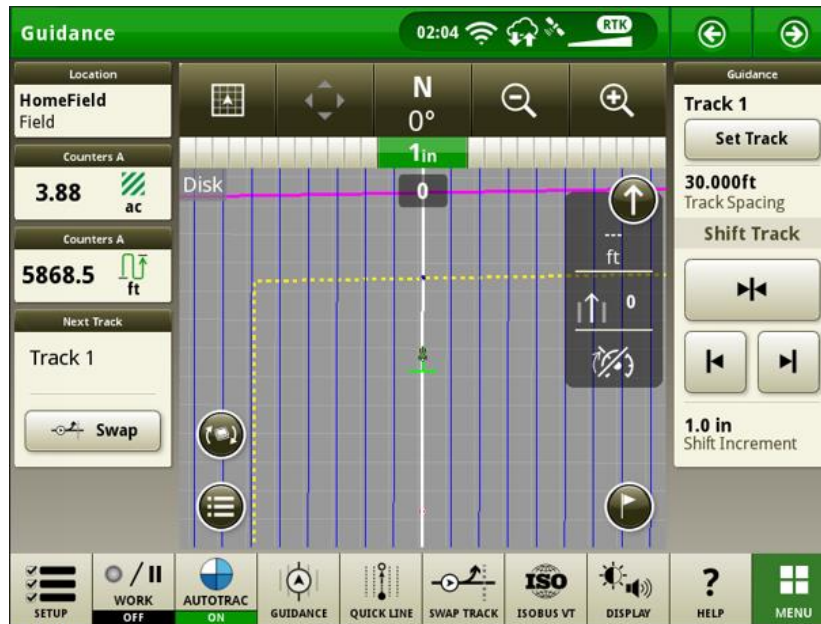 Guidance
02:04
RTK
Location
HomeField
Field
Counters A
3.88
ac
Counters A
5868.5
ft
Next Track
Track 1
Swap
N
0°
1in
Disk
0
---
ft
0
Guidance
Track 1
Set Track
30.000ft
Track Spacing
Shift Track
1.0 in
Shift Increment
SETUP
WORK
OFF
AUTOTRAC
ON
GUIDANCE
QUICK LINE
SWAP TRACK
ISO
ISOBUS VT
DISPLAY
?
HELP
MENU